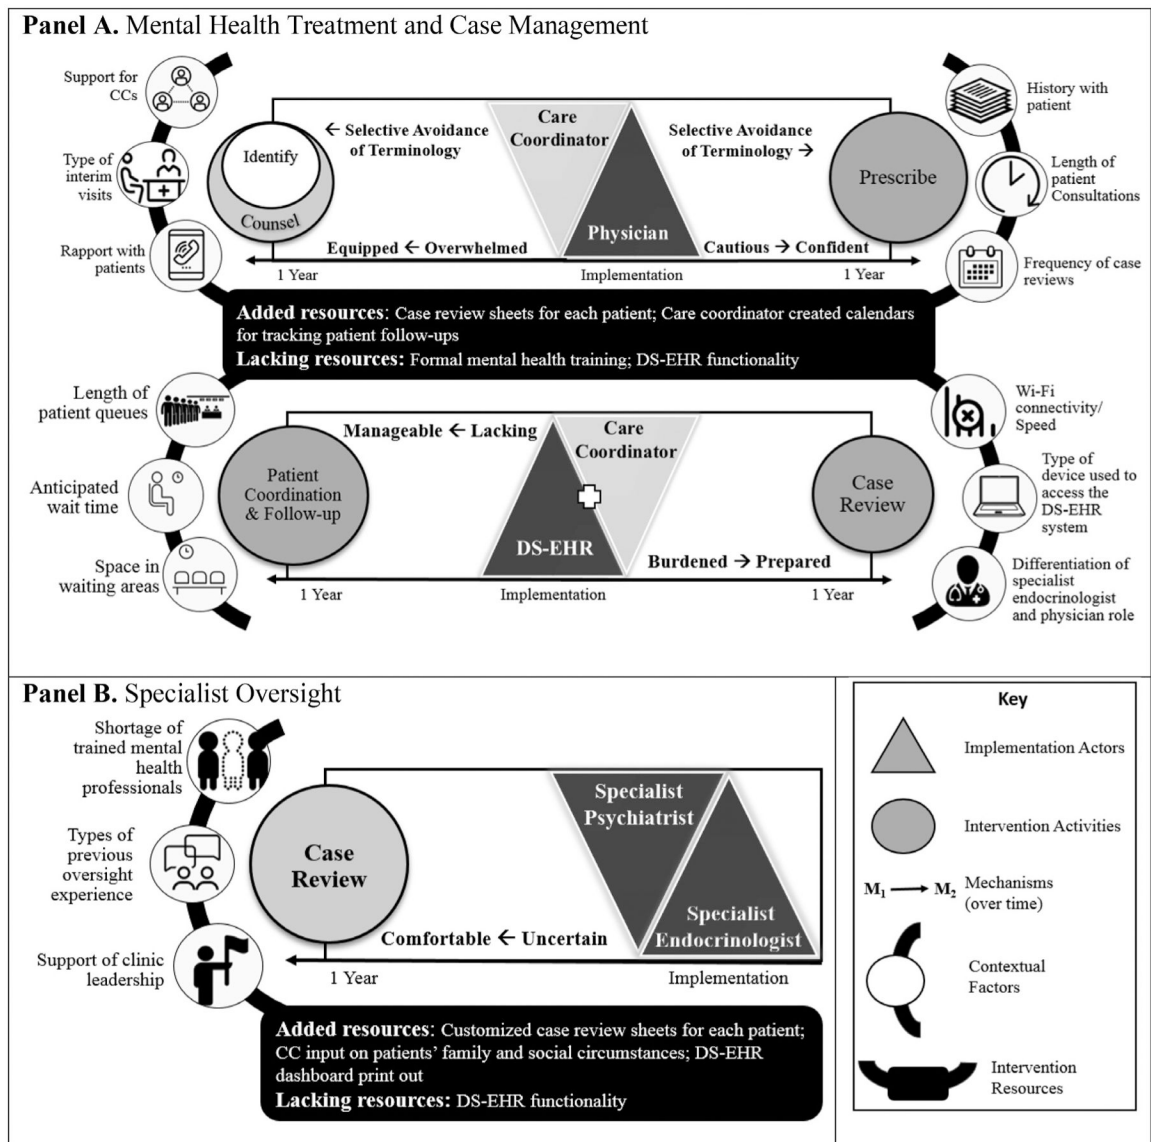 Panel A. Mental Health Treatment and Case Management
Support for
CCs
Type of
interim
visits
Rapport with
patients
Identify
Counsel
← Selective Avoidance
of Terminology
Care
Coordinator
Physician
Selective Avoidance
of Terminology →
Prescribe
Equipped ← Overwhelmed
Cautious → Confident
1 Year
Implementation
1 Year
History with
patient
Length of
patient
Consultations
Frequency of case
reviews
Added resources: Case review sheets for each patient; Care coordinator created calendars
for tracking patient follow-ups
Lacking resources: Formal mental health training; DS-EHR functionality
Length of
patient queues
Anticipated
wait time
Space in
waiting areas
Patient
Coordination
& Follow-up
Manageable ← Lacking
Care
Coordinator
DS-EHR
Burdened → Prepared
Case
Review
1 Year
Implementation
1 Year
Wi-Fi
connectivity/
Speed
Type of
device used to
access the
DS-EHR
system
Differentiation of
specialist
endocrinologist
and physician role
Panel B. Specialist Oversight
Shortage of
trained mental
health
professionals
Types of
previous
oversight
experience
Support of clinic
leadership
Case
Review
Specialist
Psychiatrist
Specialist
Endocrinologist
Comfortable ← Uncertain
1 Year
Implementation
Added resources: Customized case review sheets for each patient;
CC input on patients' family and social circumstances; DS-EHR
dashboard print out
Lacking resources: DS-EHR functionality
Key
Implementation Actors
Intervention Activities
M₁ → M₂ Mechanisms
(over time)
Contextual
Factors
Intervention
Resources